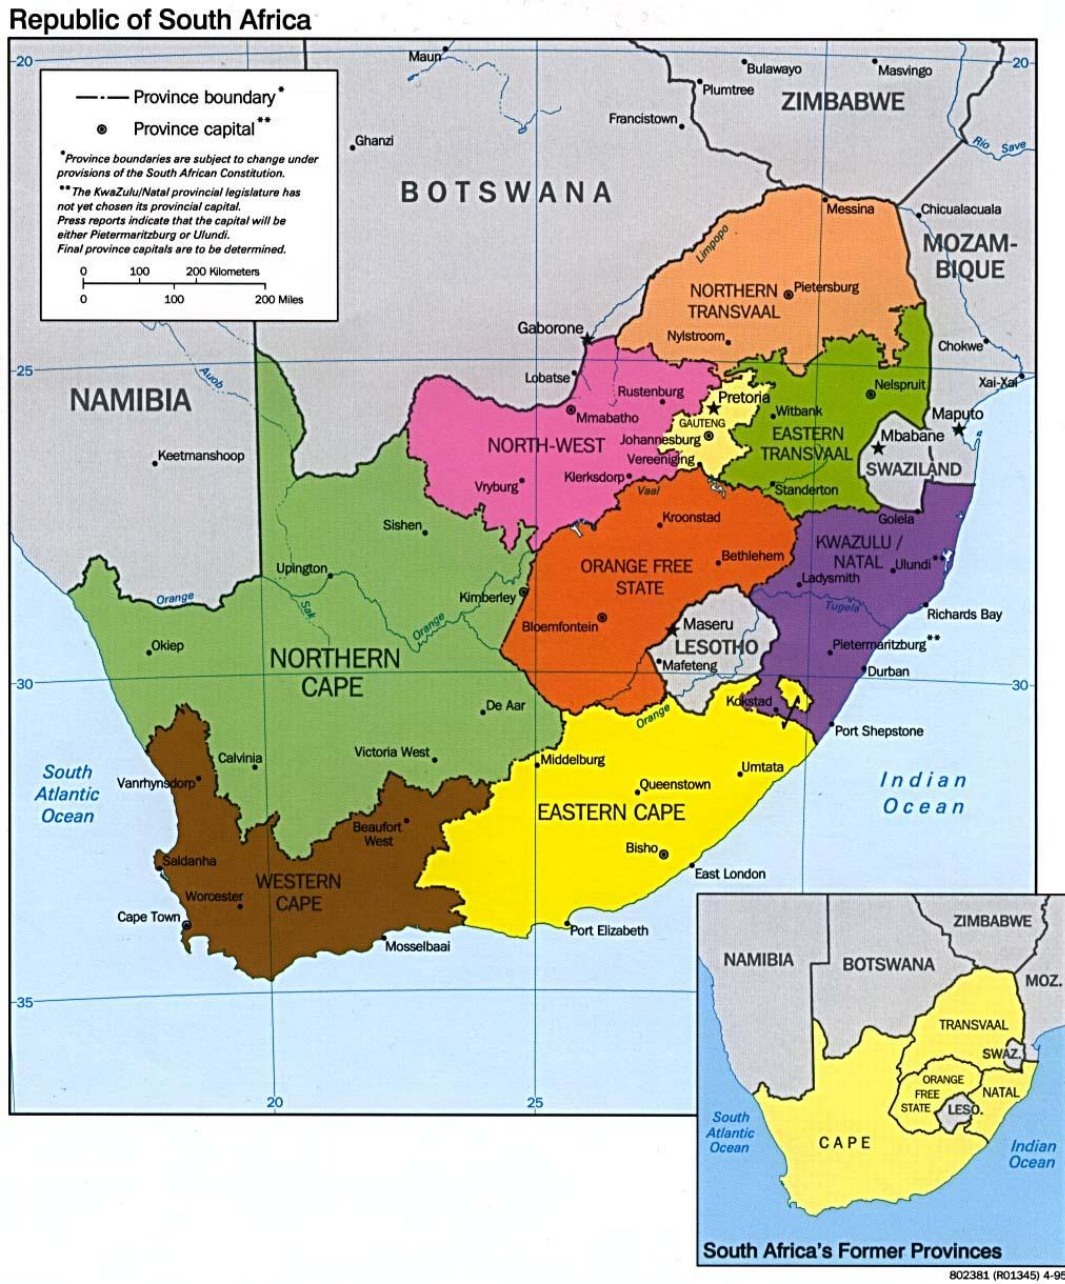 Republic of South Africa
Province boundary*
Province capital**
*Province boundaries are subject to change under
provisions of the South African Constitution.
**The KwaZulu/Natal provincial legislature has
not yet chosen its provincial capital.
Press reports indicate that the capital will be
either Pietermaritzburg or Ulundi.
Final province capitals are to be determined.
0 100 200 Kilometers
0 100 200 Miles
20
20
Maun
Bulawayo
Masvingo
Plumtree
ZIMBABWE
Francistown
Ghanzi
Rio Save
BOTSWANA
Messina
Chicualacuala
MOZAM-
BIQUE
Limpopo
NORTHERN
TRANSVAAL
Pietersburg
Gaborone
Nylstroom
Chokwe
25
25
Auob
Lobatse
Xai-Xai
NAMIBIA
Rustenburg
Pretoria
Nelspruit
Mmabatho
GAUTENG
Witbank
Maputo
NORTH-WEST
Johannesburg
EASTERN
TRANSVAAL
Mbabane
Keetmanshoop
Vereeniging
SWAZILAND
Vryburg
Klerksdorp
Vaal
Standerton
Sishen
Kroonstad
Golela
KWAZULU /
NATAL
Upington
ORANGE FREE
STATE
Bethlehem
Ulundi**
Ladysmith
Orange
Sak
Kimberley
Tugela
Richards Bay
Orange
Bloemfontein
Maseru
Okiep
LESOTHO
Pietermaritzburg**
NORTHERN
CAPE
Mafeteng
Durban
30
30
De Aar
Orange
Kokstad
Port Shepstone
Calvinia
Victoria West
Middelburg
Umtata
South
Atlantic
Ocean
Vanrhynsdorp
Queenstown
Indian
Ocean
EASTERN CAPE
Beaufort
West
Bisho
Saldanha
East London
WESTERN
CAPE
Worcester
Cape Town
Port Elizabeth
Mosselbaai
35
20
25
ZIMBABWE
NAMIBIA
BOTSWANA
MOZ.
TRANSVAAL
SWAZ.
ORANGE
FREE
STATE
NATAL
LESO.
South
Atlantic
Ocean
CAPE
Indian
Ocean
South Africa's Former Provinces
802381 (R01345) 4-95